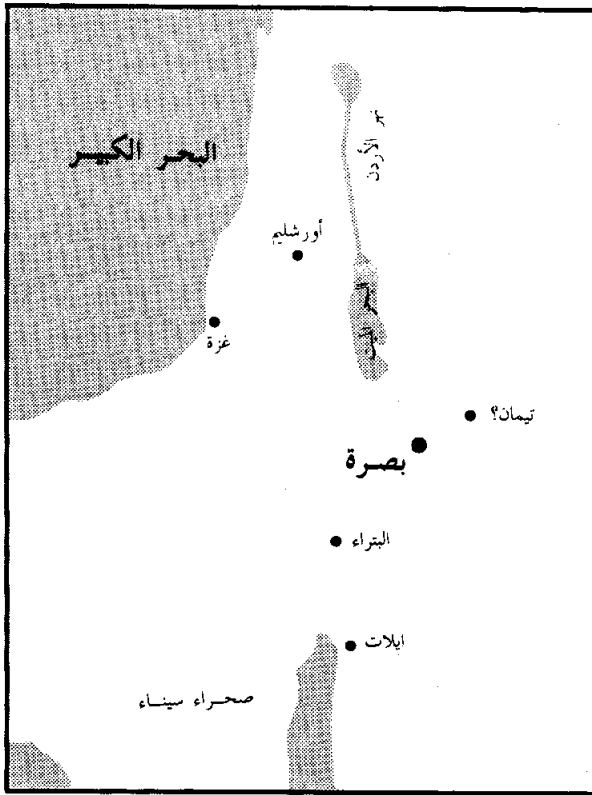 البحر الكبير
نهر الأردن
أورشليم
البحر الميت
غزة
تيمان؟
بصرة
البتراء
ايلات
صحراء سيناء